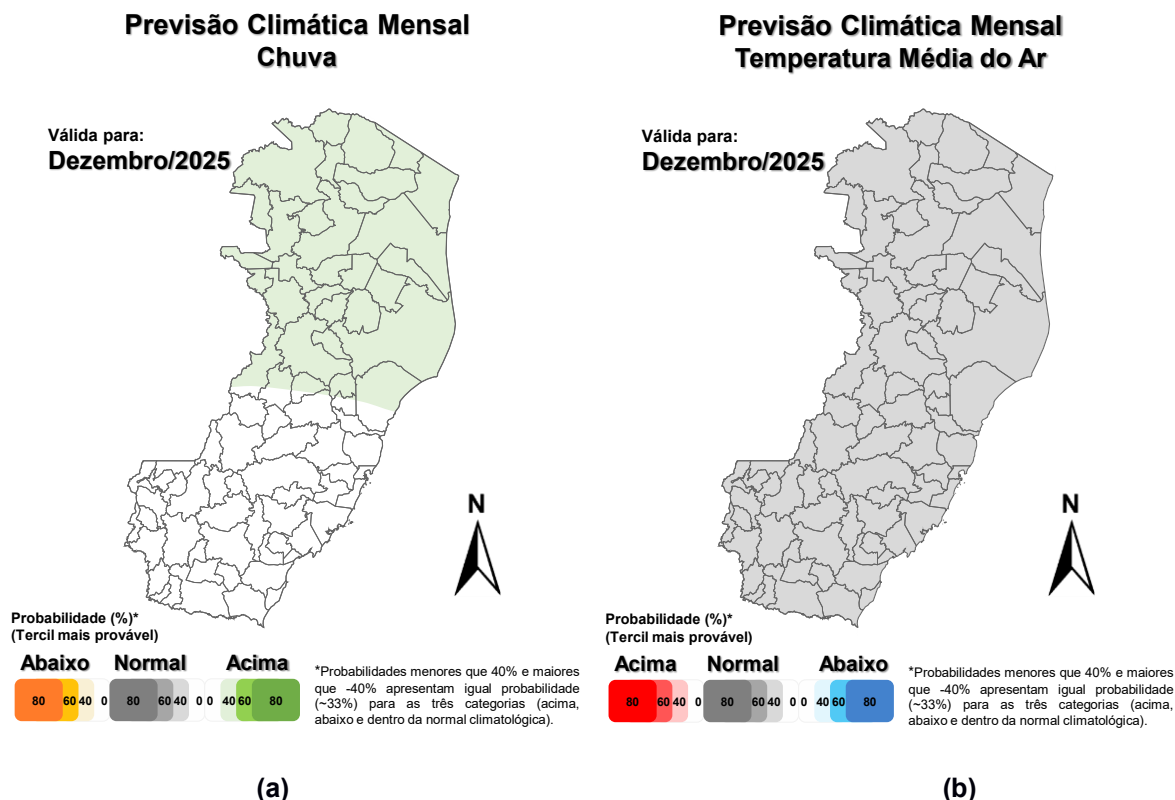 Previsão Climática Mensal
Chuva
Válida para:
Dezembro/2025
N
Probabilidade (%)*
(Tercil mais provável)
Abaixo Normal Acima
80 60 40 0 80 60 40 0 0 40 60 80
*Probabilidades menores que 40% e maiores
que -40% apresentam igual probabilidade
(~33%) para as três categorias (acima,
abaixo e dentro da normal climatológica).
(a)
Previsão Climática Mensal
Temperatura Média do Ar
Válida para:
Dezembro/2025
N
Probabilidade (%)*
(Tercil mais provável)
Acima Normal Abaixo
80 60 40 0 80 60 40 0 0 40 60 80
*Probabilidades menores que 40% e maiores
que -40% apresentam igual probabilidade
(~33%) para as três categorias (acima,
abaixo e dentro da normal climatológica).
(b)